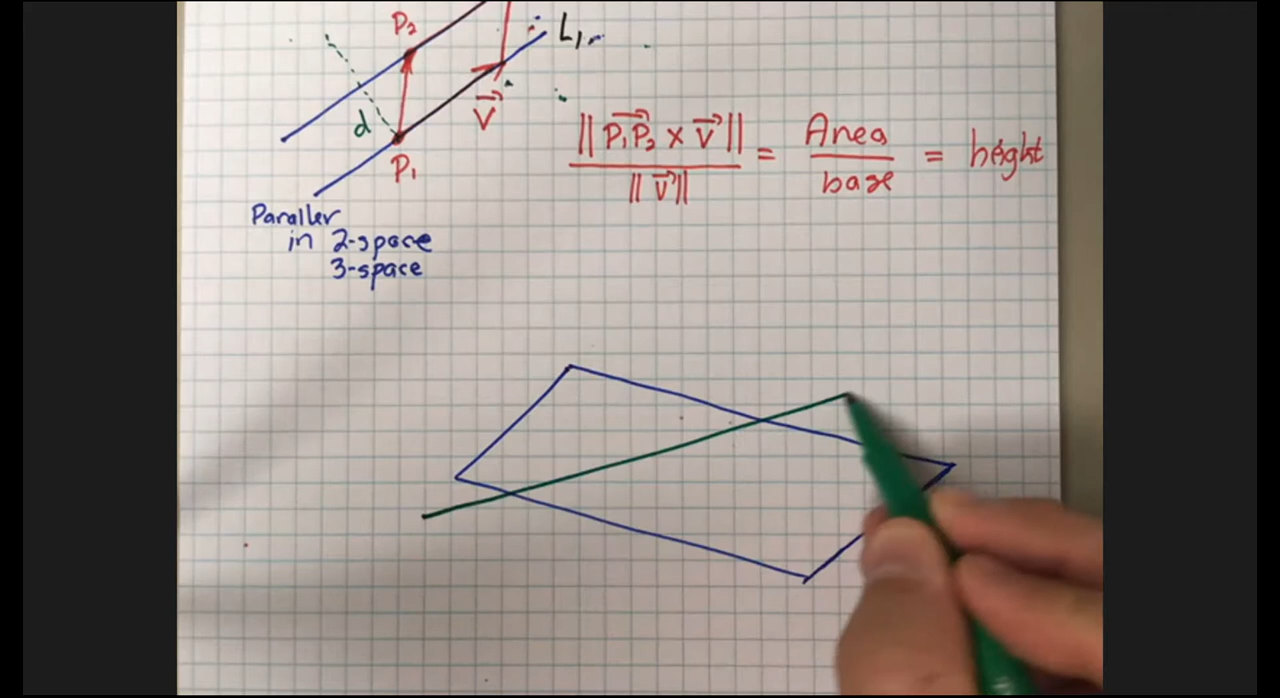 P₂
L₁
d
V⃗
P₁
|| P₁P₂⃗ × V⃗ || / || V⃗ || = Area / base = height
Paraller
in 2-space
3-space